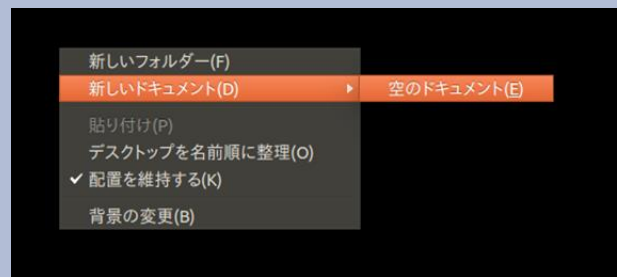 新しいフォルダー(F)
新しいドキュメント(D)
空のドキュメント(E)
貼り付け(P)
デスクトップを名前順に整理(O)
配置を維持する(K)
背景の変更(B)